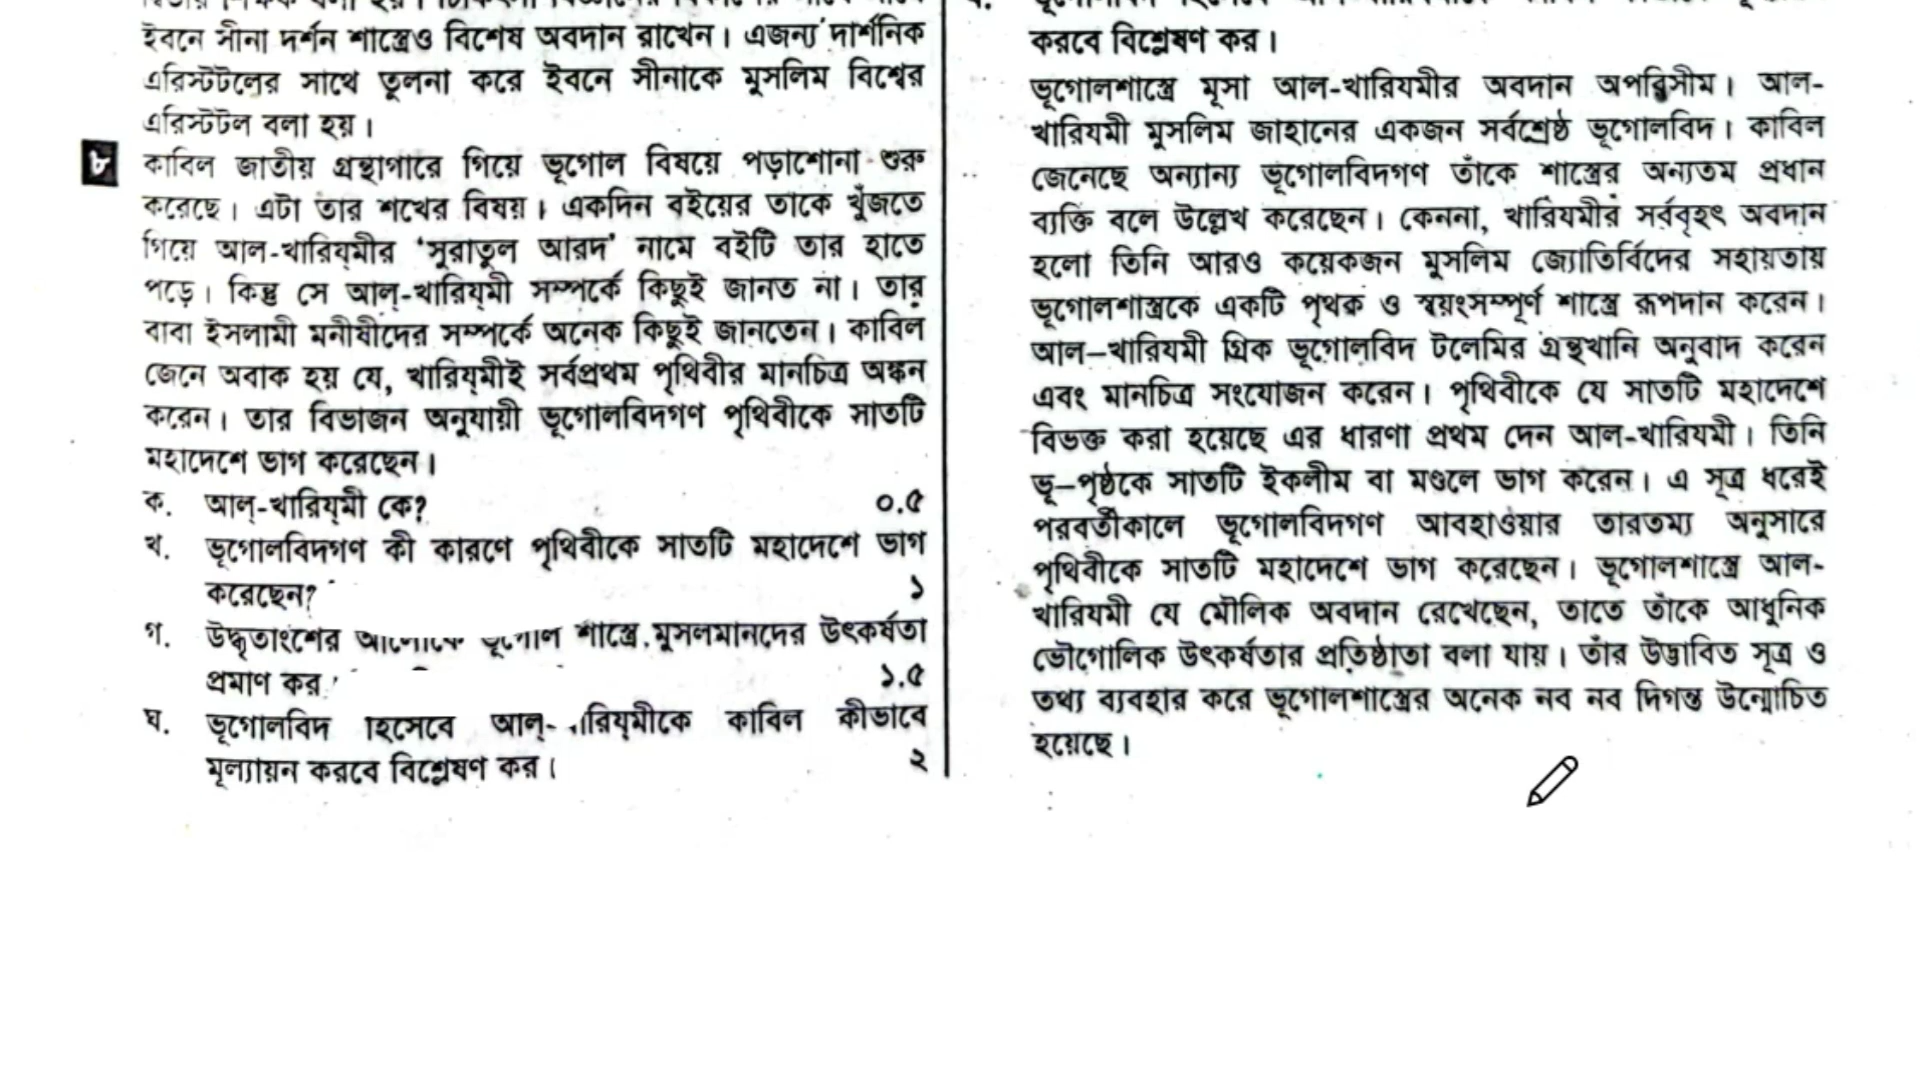 ইবনে সীনা দর্শন শাস্ত্রেও বিশেষ অবদান রাখেন। এজন্য দার্শনিক
এরিস্টটলের সাথে তুলনা করে ইবনে সীনাকে মুসলিম বিশ্বের
এরিস্টটল বলা হয়।
৮ কাবিল জাতীয় গ্রন্থাগারে গিয়ে ভূগোল বিষয়ে পড়াশোনা শুরু
করেছে। এটা তার শখের বিষয়। একদিন বইয়ের তাকে খুঁজতে
গিয়ে আল-খারিয্মীর ‘সুরাতুল আরদ’ নামে বইটি তার হাতে
পড়ে। কিন্তু সে আল্-খারিয্মী সম্পর্কে কিছুই জানত না। তার
বাবা ইসলামী মনীষীদের সম্পর্কে অনেক কিছুই জানতেন। কাবিল
জেনে অবাক হয় যে, খারিয্মীই সর্বপ্রথম পৃথিবীর মানচিত্র অঙ্কন
করেন। তার বিভাজন অনুযায়ী ভূগোলবিদগণ পৃথিবীকে সাতটি
মহাদেশে ভাগ করেছেন।
ক. আল্-খারিয্মী কে? ০.৫
খ. ভূগোলবিদগণ কী কারণে পৃথিবীকে সাতটি মহাদেশে ভাগ
করেছেন? ১
গ. উদ্ধৃতাংশের শাস্ত্রে মুসলমানদের উৎকর্ষতা
প্রমাণ কর ১.৫
ঘ. ভূগোলবিদ হিসেবে কাবিল কীভাবে
মূল্যায়ন করবে বিশ্লেষণ কর। ২
করবে বিশ্লেষণ কর।
ভূগোলশাস্ত্রে মূসা আল-খারিযমীর অবদান অপরিসীম। আল-
খারিযমী মুসলিম জাহানের একজন সর্বশ্রেষ্ঠ ভূগোলবিদ। কাবিল
জেনেছে অন্যান্য ভূগোলবিদগণ তাঁকে শাস্ত্রের অন্যতম প্রধান
ব্যক্তি বলে উল্লেখ করেছেন। কেননা, খারিযমীর সর্ববৃহৎ অবদান
হলো তিনি আরও কয়েকজন মুসলিম জ্যোতির্বিদের সহায়তায়
ভূগোলশাস্ত্রকে একটি পৃথক ও স্বয়ংসম্পূর্ণ শাস্ত্রে রূপদান করেন।
আল–খারিযমী গ্রিক ভূগোলবিদ টলেমির গ্রন্থখানি অনুবাদ করেন
এবং মানচিত্র সংযোজন করেন। পৃথিবীকে যে সাতটি মহাদেশে
বিভক্ত করা হয়েছে এর ধারণা প্রথম দেন আল-খারিযমী। তিনি
ভূ–পৃষ্ঠকে সাতটি ইকলীম বা মণ্ডলে ভাগ করেন। এ সূত্র ধরেই
পরবর্তীকালে ভূগোলবিদগণ আবহাওয়ার তারতম্য অনুসারে
পৃথিবীকে সাতটি মহাদেশে ভাগ করেছেন। ভূগোলশাস্ত্রে আল-
খারিযমী যে মৌলিক অবদান রেখেছেন, তাতে তাঁকে আধুনিক
ভৌগোলিক উৎকর্ষতার প্রতিষ্ঠাতা বলা যায়। তাঁর উদ্ভাবিত সূত্র ও
তথ্য ব্যবহার করে ভূগোলশাস্ত্রের অনেক নব নব দিগন্ত উন্মোচিত
হয়েছে।